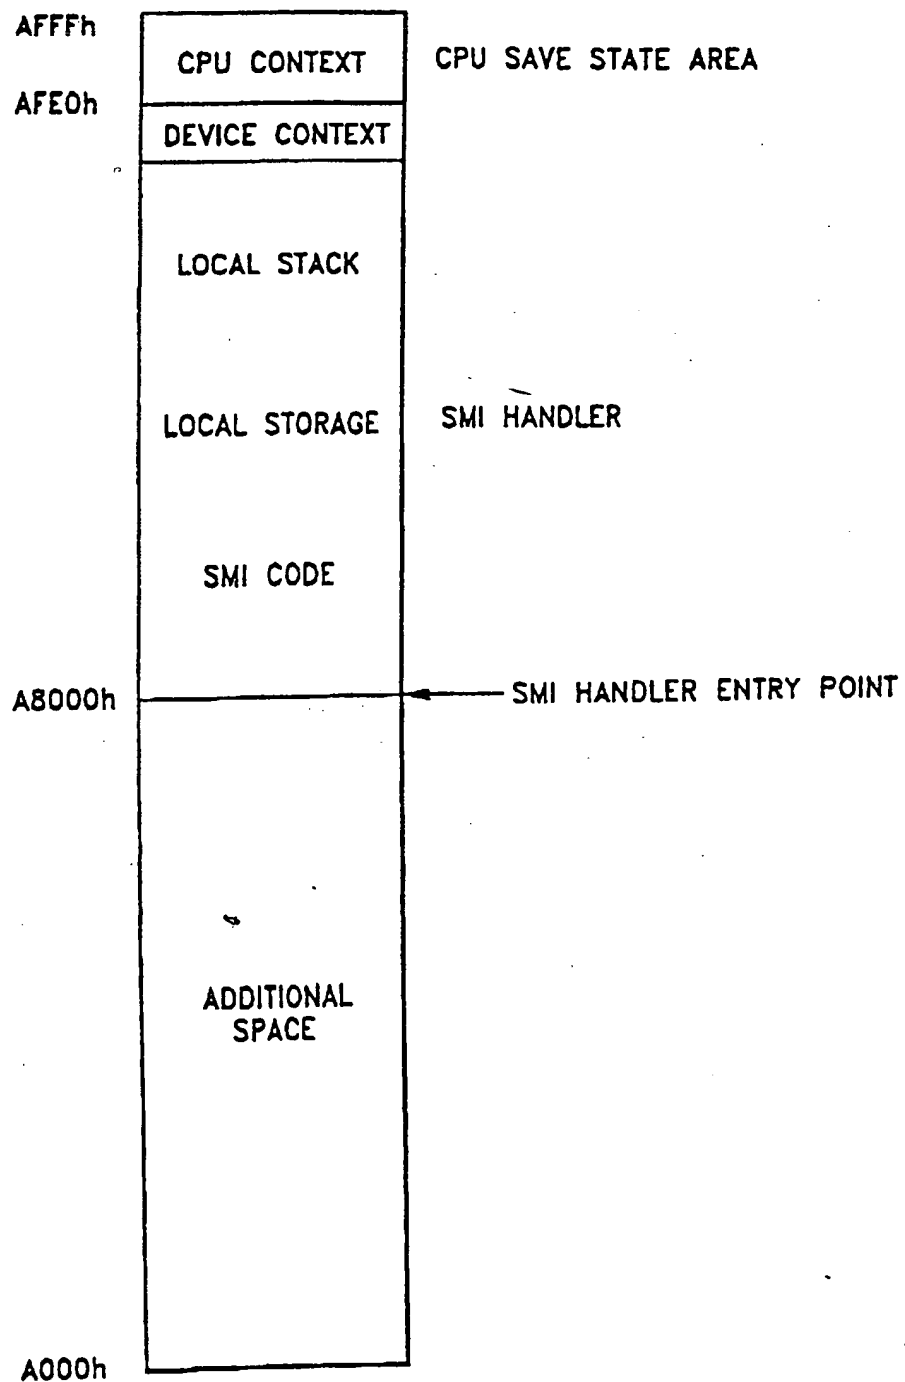 AFFFh
CPU CONTEXT
CPU SAVE STATE AREA
AFE0h
DEVICE CONTEXT
LOCAL STACK
LOCAL STORAGE
SMI HANDLER
SMI CODE
A8000h
SMI HANDLER ENTRY POINT
ADDITIONAL
SPACE
A000h